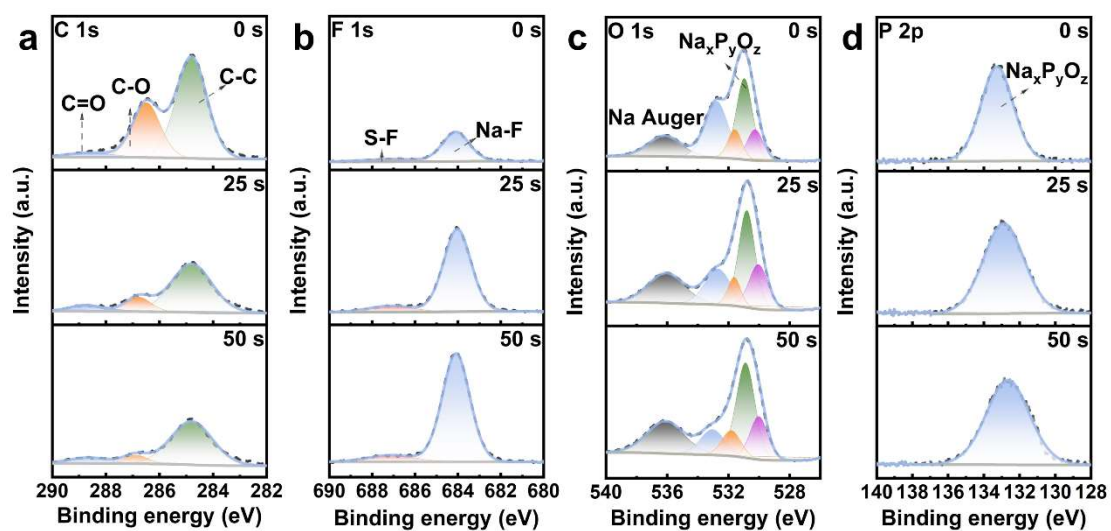 a C 1s 0 s
C=O
C-O
C-C
25 s
50 s
Intensity (a.u.)
290 288 286 284 282
Binding energy (eV)
b F 1s 0 s
S-F
Na-F
25 s
50 s
Intensity (a.u.)
690 688 686 684 682 680
Binding energy (eV)
c O 1s 0 s
NaxPyOz
Na Auger
25 s
50 s
Intensity (a.u.)
540 536 532 528
Binding energy (eV)
d P 2p 0 s
NaxPyOz
25 s
50 s
Intensity (a.u.)
140 138 136 134 132 130 128
Binding energy (eV)